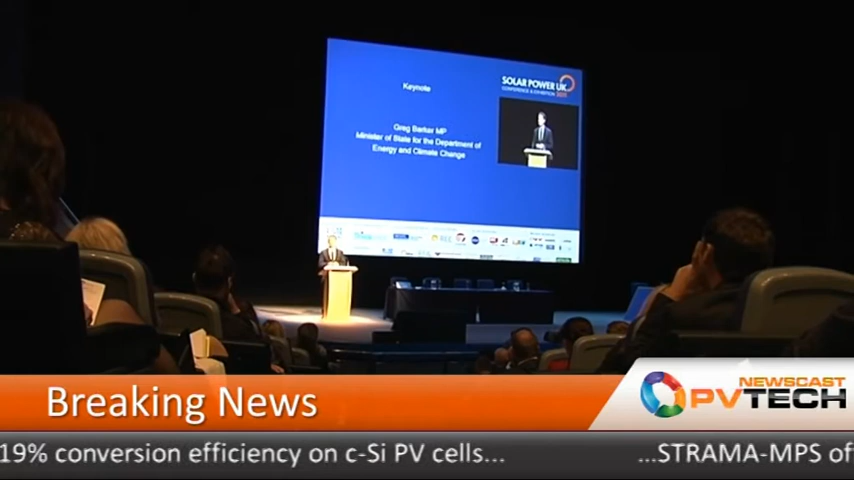 SOLAR POWER UK
CONFERENCE & EXHIBITION 2011
Keynote
Greg Barker MP
Minister of State for the Department of
Energy and Climate Change
Breaking News
NEWSCAST
PVTECH
19% conversion efficiency on c-Si PV cells...
...STRAMA-MPS of